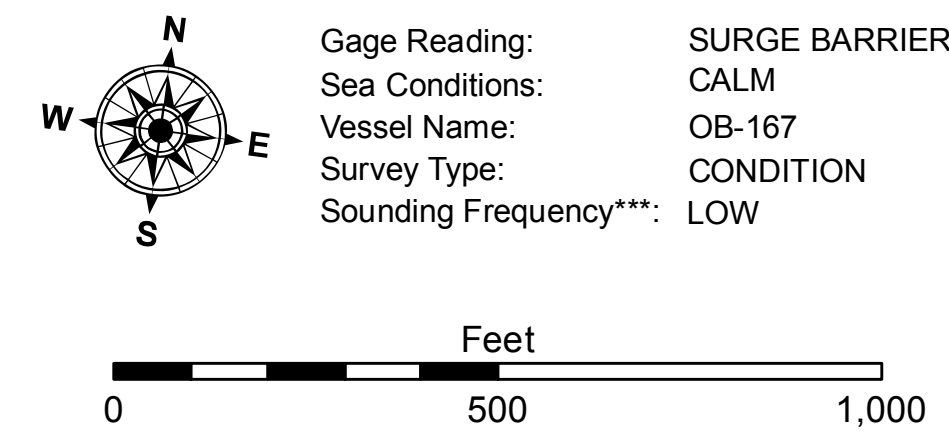 N
W
E
S
Gage Reading: SURGE BARRIER
Sea Conditions: CALM
Vessel Name: OB-167
Survey Type: CONDITION
Sounding Frequency***: LOW
Feet
0 500 1,000